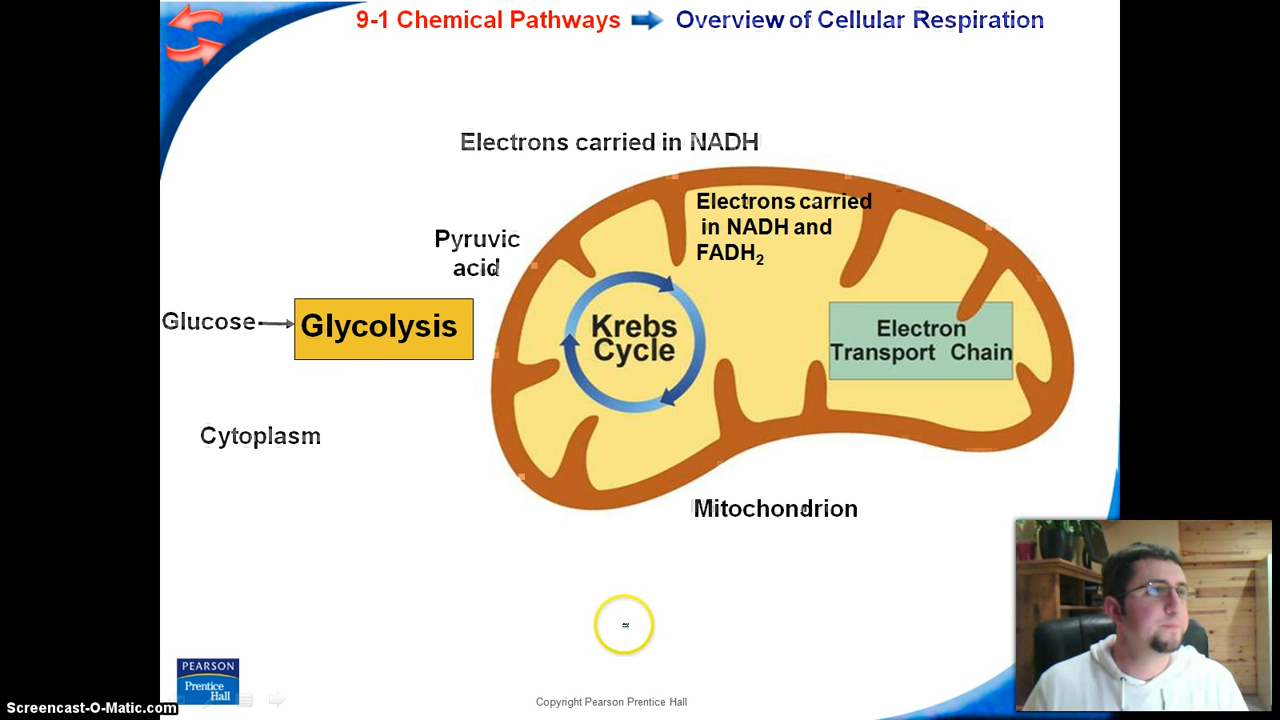 9-1 Chemical Pathways Overview of Cellular Respiration
Electrons carried in NADH
Electrons carried
in NADH and
FADH₂
Pyruvic
acid
Glucose
Glycolysis
Krebs
Cycle
Electron
Transport Chain
Cytoplasm
Mitochondrion
PEARSON
Prentice
Hall
Copyright Pearson Prentice Hall
Screencast-O-Matic.com